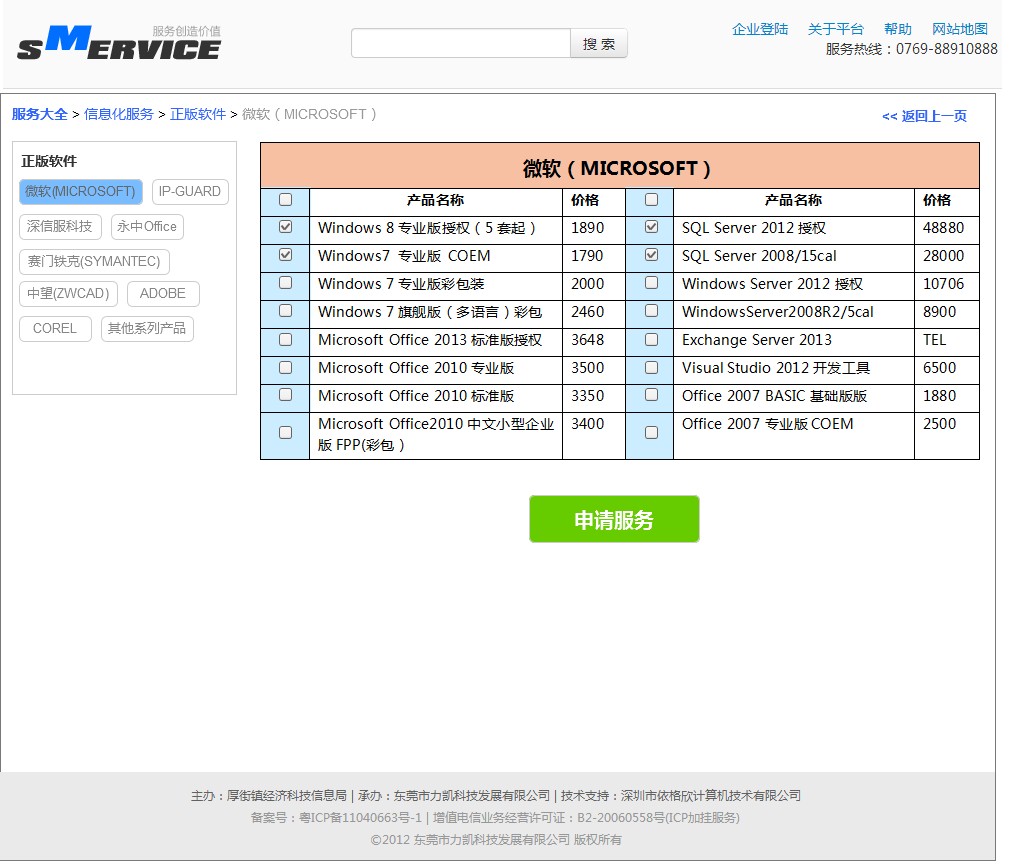 服务创造价值
SMERVICE
搜 索
企业登陆 关于平台 帮助 网站地图
服务热线：0769-88910888
服务大全 > 信息化服务 > 正版软件 > 微软（MICROSOFT）
<< 返回上一页
正版软件
微软(MICROSOFT) IP-GUARD
深信服科技 永中Office
赛门铁克(SYMANTEC)
中望(ZWCAD) ADOBE
COREL 其他系列产品
微软（MICROSOFT）
产品名称 价格 产品名称 价格
Windows 8 专业版授权（5 套起） 1890 SQL Server 2012 授权 48880
Windows7 专业版 COEM 1790 SQL Server 2008/15cal 28000
Windows 7 专业版彩包装 2000 Windows Server 2012 授权 10706
Windows 7 旗舰版（多语言）彩包 2460 WindowsServer2008R2/5cal 8900
Microsoft Office 2013 标准版授权 3648 Exchange Server 2013 TEL
Microsoft Office 2010 专业版 3500 Visual Studio 2012 开发工具 6500
Microsoft Office 2010 标准版 3350 Office 2007 BASIC 基础版版 1880
Microsoft Office2010 中文小型企业 3400 Office 2007 专业版 COEM 2500
版 FPP(彩包）
申请服务
主办：厚街镇经济科技信息局 | 承办：东莞市力凯科技发展有限公司 | 技术支持：深圳市依格欣计算机技术有限公司
备案号：粤ICP备11040663号-1 | 增值电信业务经营许可证：B2-20060558号(ICP加挂服务)
©2012 东莞市力凯科技发展有限公司 版权所有